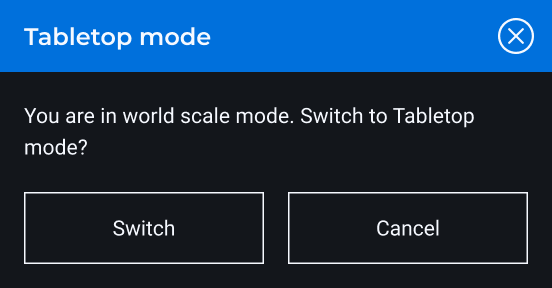 Tabletop mode
You are in world scale mode. Switch to Tabletop
mode?
Switch
Cancel